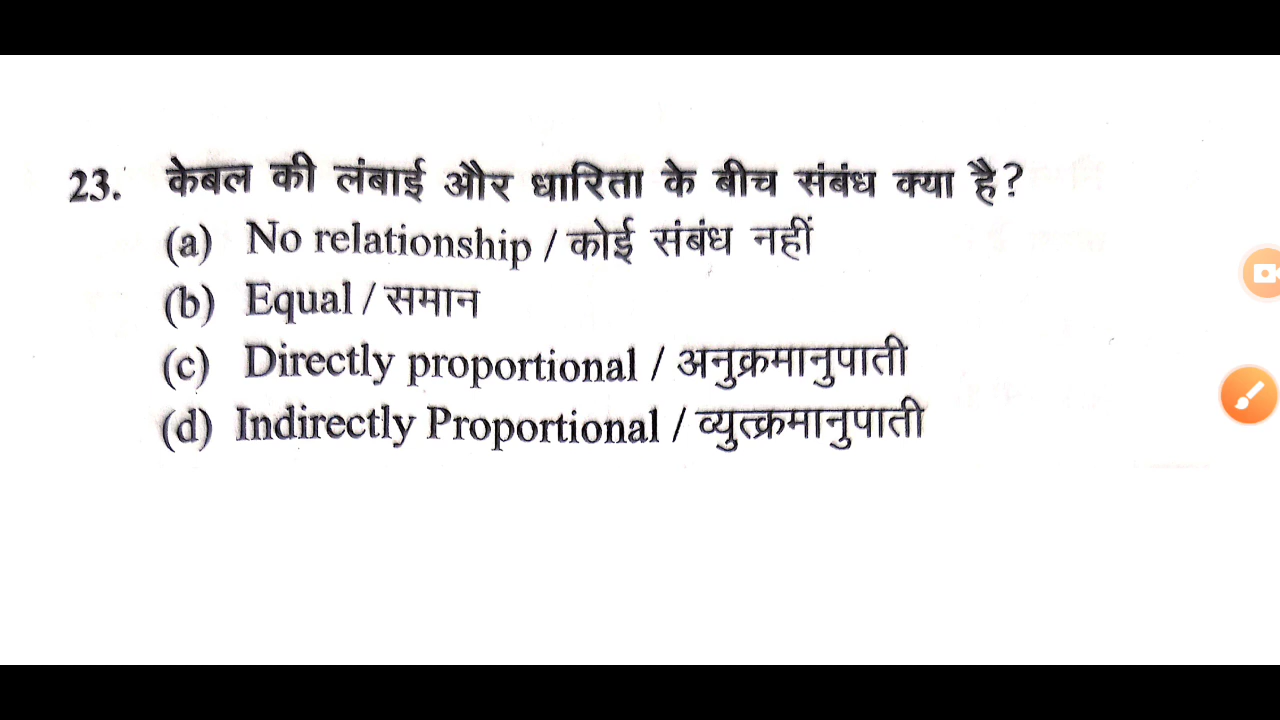 23. केबल की लंबाई और धारिता के बीच संबंध क्या है?
(a) No relationship / कोई संबंध नहीं
(b) Equal / समान
(c) Directly proportional / अनुक्रमानुपाती
(d) Indirectly Proportional / व्युत्क्रमानुपाती